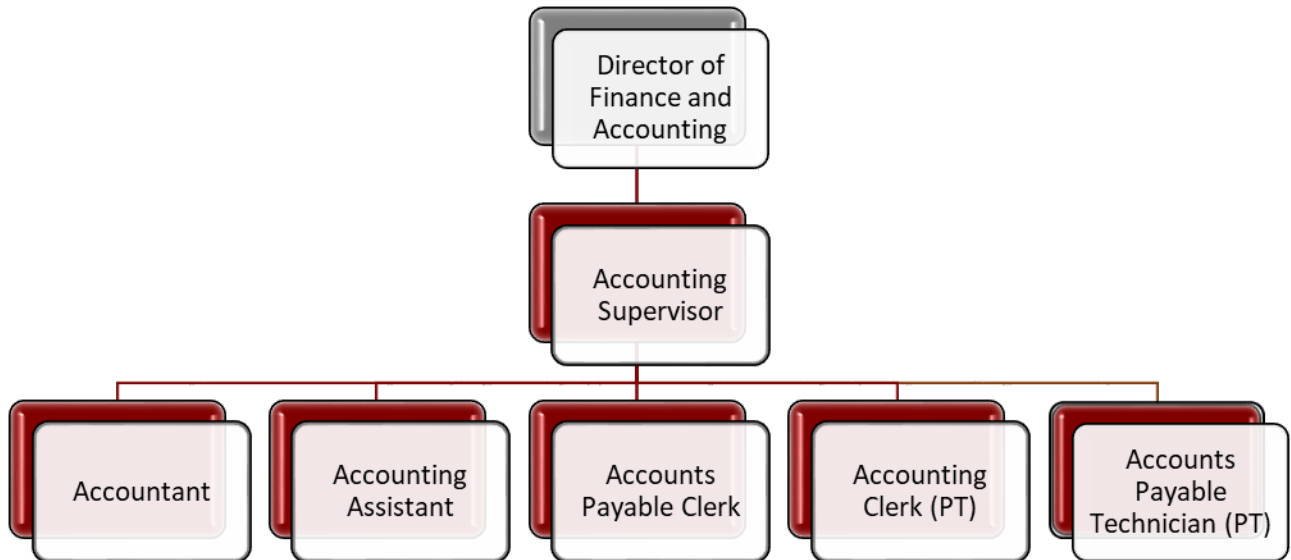 Director of
Finance and
Accounting
Accounting
Supervisor
Accountant
Accounting
Assistant
Accounts
Payable Clerk
Accounting
Clerk (PT)
Accounts
Payable
Technician (PT)